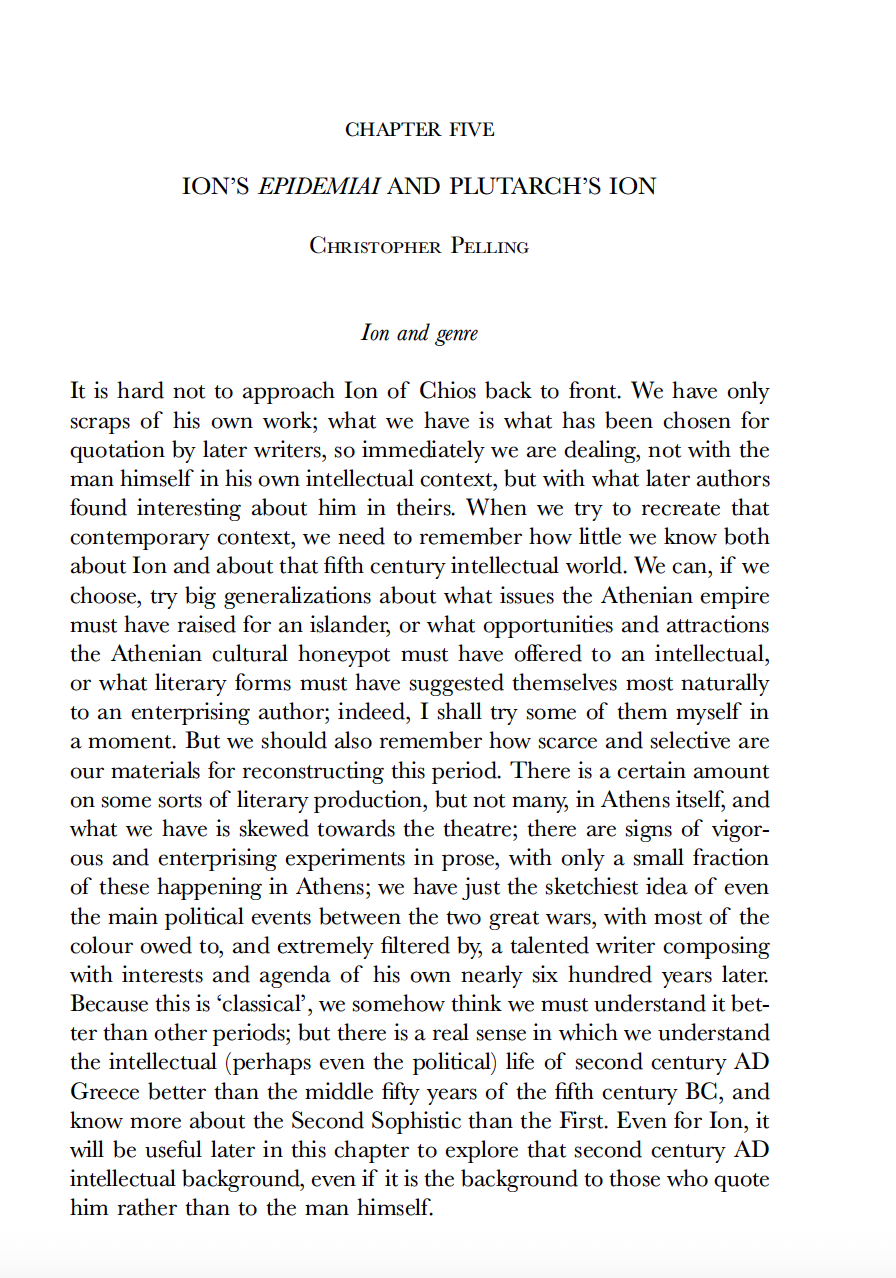 CHAPTER FIVE
ION’S EPIDEMIAI AND PLUTARCH’S ION
Christopher Pelling
Ion and genre
It is hard not to approach Ion of Chios back to front. We have only
scraps of his own work; what we have is what has been chosen for
quotation by later writers, so immediately we are dealing, not with the
man himself in his own intellectual context, but with what later authors
found interesting about him in theirs. When we try to recreate that
contemporary context, we need to remember how little we know both
about Ion and about that fifth century intellectual world. We can, if we
choose, try big generalizations about what issues the Athenian empire
must have raised for an islander, or what opportunities and attractions
the Athenian cultural honeypot must have offered to an intellectual,
or what literary forms must have suggested themselves most naturally
to an enterprising author; indeed, I shall try some of them myself in
a moment. But we should also remember how scarce and selective are
our materials for reconstructing this period. There is a certain amount
on some sorts of literary production, but not many, in Athens itself, and
what we have is skewed towards the theatre; there are signs of vigor-
ous and enterprising experiments in prose, with only a small fraction
of these happening in Athens; we have just the sketchiest idea of even
the main political events between the two great wars, with most of the
colour owed to, and extremely filtered by, a talented writer composing
with interests and agenda of his own nearly six hundred years later.
Because this is ‘classical’, we somehow think we must understand it bet-
ter than other periods; but there is a real sense in which we understand
the intellectual (perhaps even the political) life of second century AD
Greece better than the middle fifty years of the fifth century BC, and
know more about the Second Sophistic than the First. Even for Ion, it
will be useful later in this chapter to explore that second century AD
intellectual background, even if it is the background to those who quote
him rather than to the man himself.